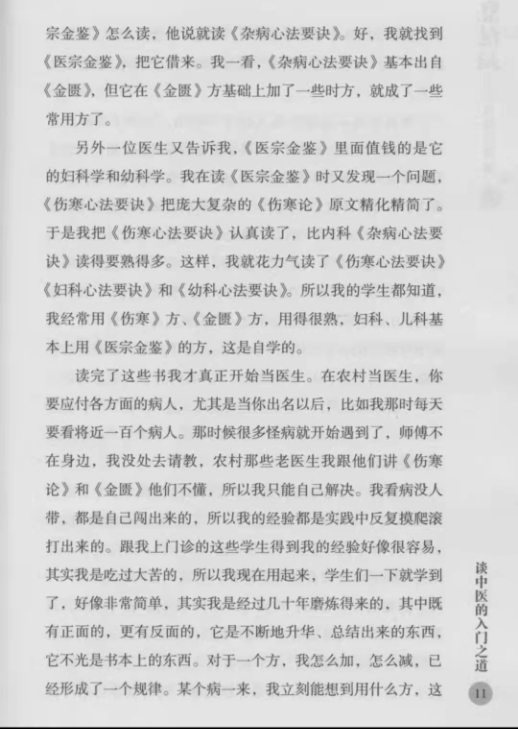 宗金鉴》怎么读，他说就读《杂病心法要诀》。好，我就找到
《医宗金鉴》，把它借来。我一看，《杂病心法要诀》基本出自
《金匮》，但它在《金匮》方基础上加了一些时方，就成了一些
常用方了。
另外一位医生又告诉我，《医宗金鉴》里面值钱的是它
的妇科学和幼科学。我在读《医宗金鉴》时又发现一个问题，
《伤寒心法要诀》把庞大复杂的《伤寒论》原文精化精简了。
于是我把《伤寒心法要诀》认真读了，比内科《杂病心法要
诀》读得要熟得多。这样，我就花力气读了《伤寒心法要诀》
《妇科心法要诀》和《幼科心法要诀》。所以我的学生都知道，
我经常用《伤寒》方、《金匮》方，用得很熟，妇科、儿科基
本上用《医宗金鉴》的方，这是自学的。
读完了这些书我才真正开始当医生。在农村当医生，你
要应付各方面的病人，尤其是当你出名以后，比如我那时每天
要看将近一百个病人。那时候很多怪病就开始遇到了，师傅不
在身边，我没处去请教，农村那些老医生我跟他们讲《伤寒
论》和《金匮》他们不懂，所以我只能自己解决。我看病没人
带，都是自己闯出来的，所以我的经验都是实践中反复摸爬滚
打出来的。跟我上门诊的这些学生得到我的经验好像很容易，
其实我是吃过大苦的，所以我现在用起来，学生们一下就学到
了，好像非常简单，其实我是经过几十年磨炼得来的，其中既
有正面的，更有反面的，它是不断地升华、总结出来的东西，
它不光是书本上的东西。对于一个方，我怎么加，怎么减，已
经形成了一个规律。某个病一来，我立刻能想到用什么方，这
谈中医的入门之道
11